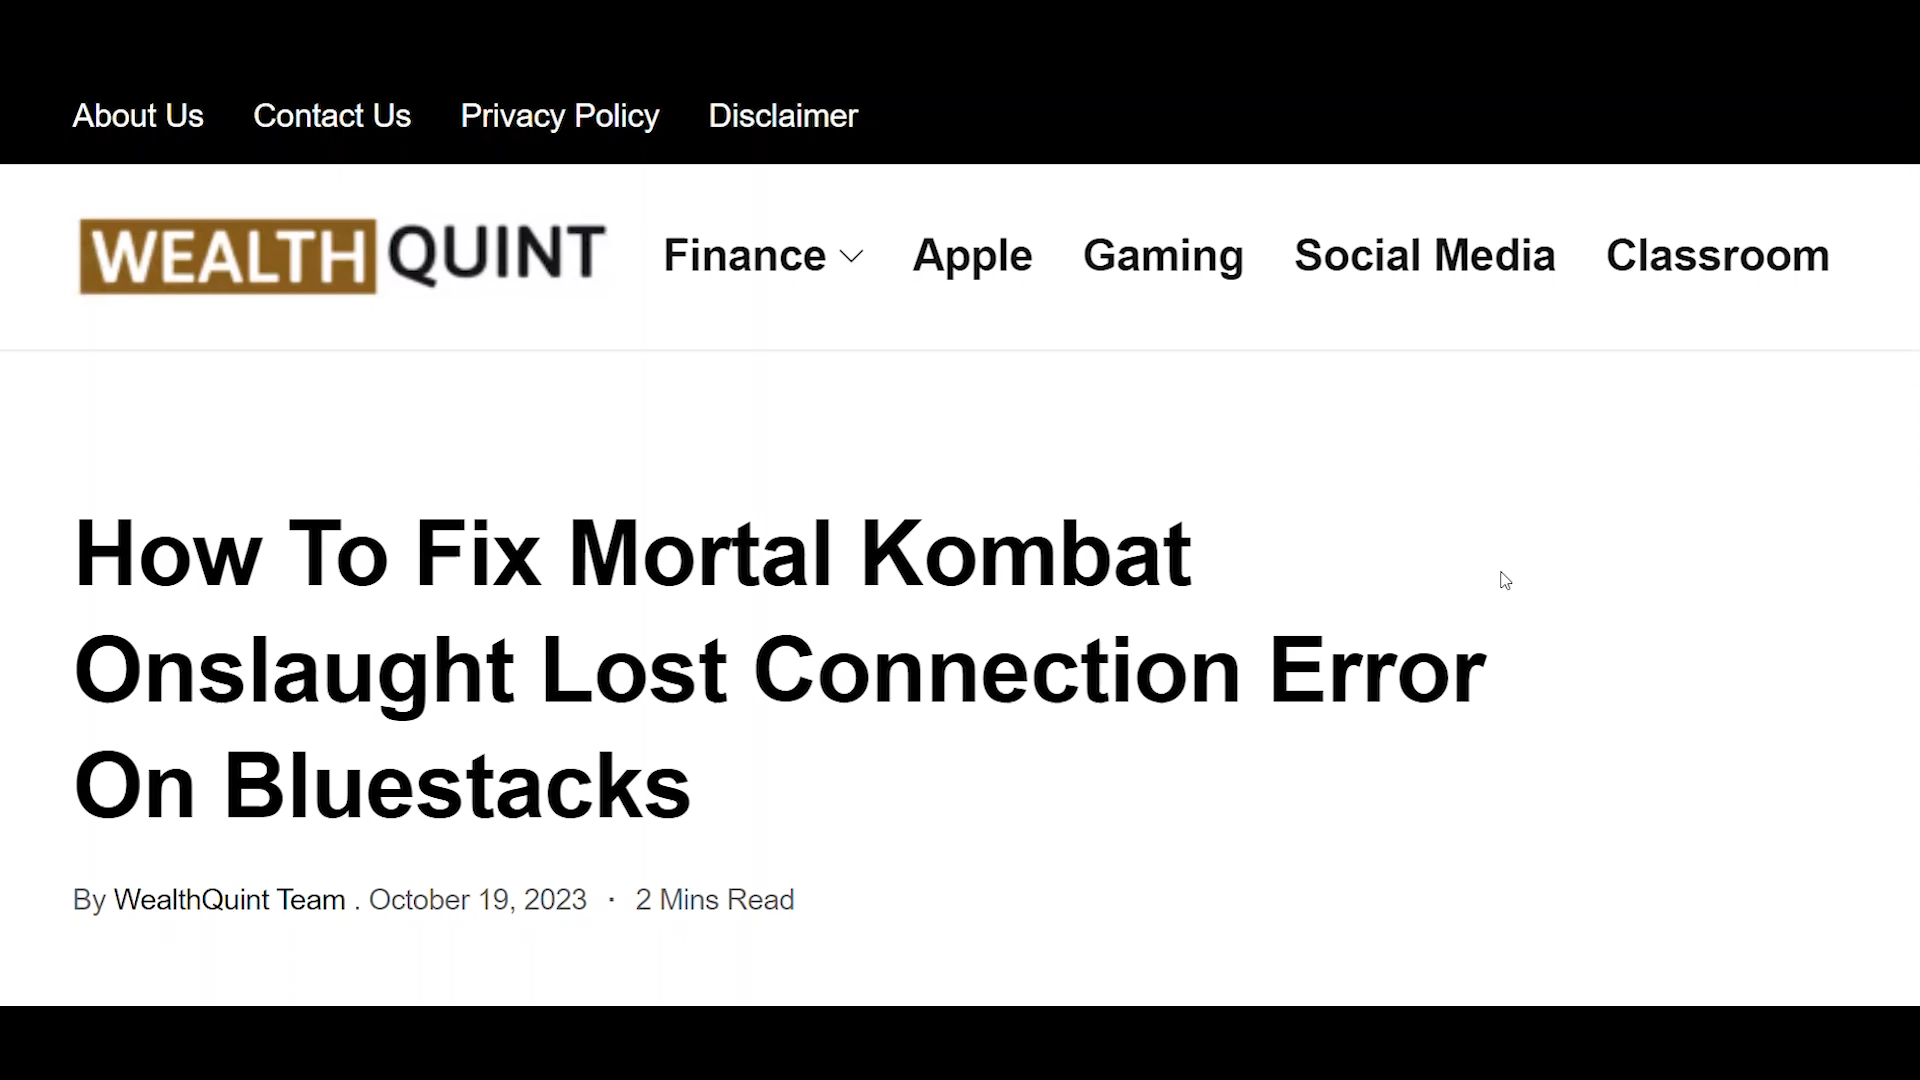 About Us Contact Us Privacy Policy Disclaimer
WEALTH QUINT Finance Apple Gaming Social Media Classroom
How To Fix Mortal Kombat
Onslaught Lost Connection Error
On Bluestacks
By WealthQuint Team . October 19, 2023 · 2 Mins Read